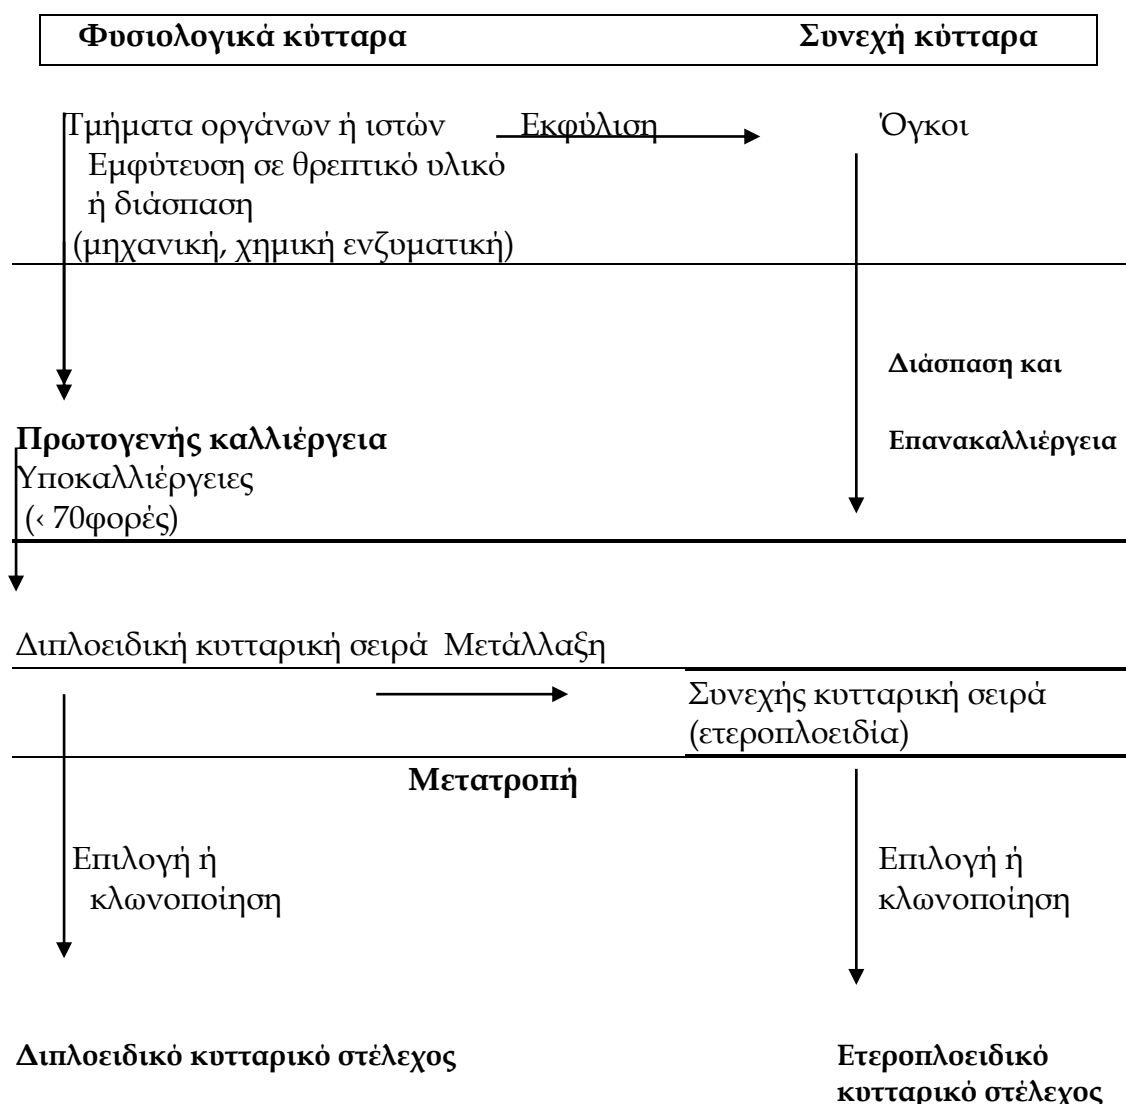 Φυσιολογικά κύτταρα Συνεχή κύτταρα
Τμήματα οργάνων ή ιστών Εκφύλιση Όγκοι
Εμφύτευση σε θρεπτικό υλικό
ή διάσπαση
(μηχανική, χημική ενζυματική)
Διάσπαση και
Πρωτογενής καλλιέργεια Επανακαλλιέργεια
Υποκαλλιέργειες
(‹ 70φορές)
Διπλοειδική κυτταρική σειρά Μετάλλαξη
Συνεχής κυτταρική σειρά
(ετεροπλοειδία)
Μετατροπή
Επιλογή ή Επιλογή ή
κλωνοποίηση κλωνοποίηση
Διπλοειδικό κυτταρικό στέλεχος Ετεροπλοειδικό
κυτταρικό στέλεχος